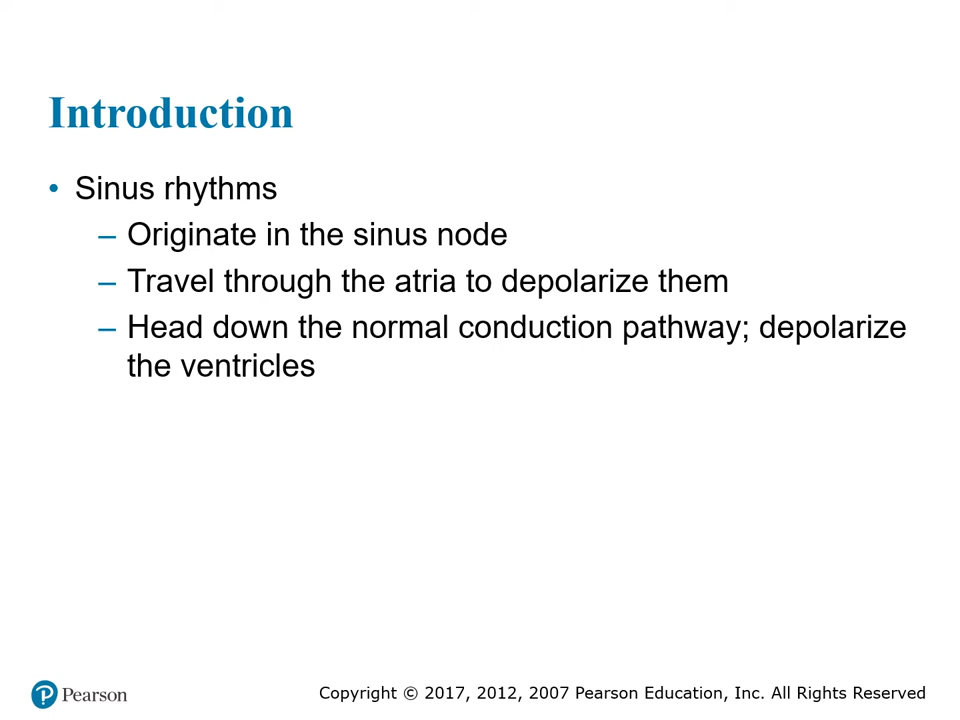 Introduction
• Sinus rhythms
– Originate in the sinus node
– Travel through the atria to depolarize them
– Head down the normal conduction pathway; depolarize
the ventricles
P Pearson
Copyright © 2017, 2012, 2007 Pearson Education, Inc. All Rights Reserved